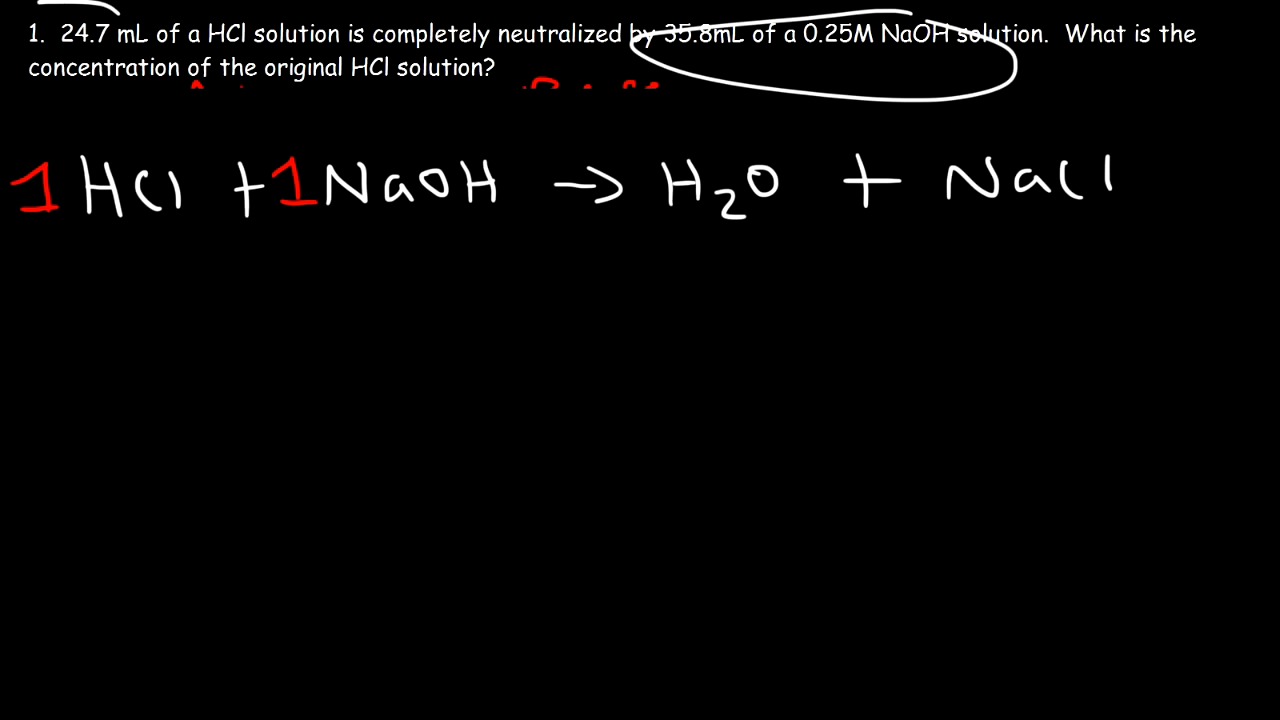 1. 24.7 mL of a HCl solution is completely neutralized by 35.8mL of a 0.25M NaOH solution. What is the
concentration of the original HCl solution?
1 HCl + 1 NaOH → H₂O + NaCl